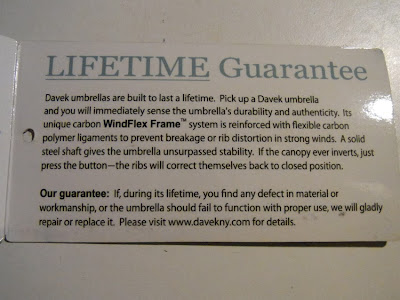 LIFETIME Guarantee
Davek umbrellas are built to last a lifetime. Pick up a Davek umbrella
and you will immediately sense the umbrella's durability and authenticity. Its
unique carbon WindFlex Frame™ system is reinforced with flexible carbon
polymer ligaments to prevent breakage or rib distortion in strong winds. A solid
steel shaft gives the umbrella unsurpassed stability. If the canopy ever inverts, just
press the button—the ribs will correct themselves back to closed position.
Our guarantee: If, during its lifetime, you find any defect in material or
workmanship, or the umbrella should fail to function with proper use, we will gladly
repair or replace it. Please visit www.davekny.com for details.